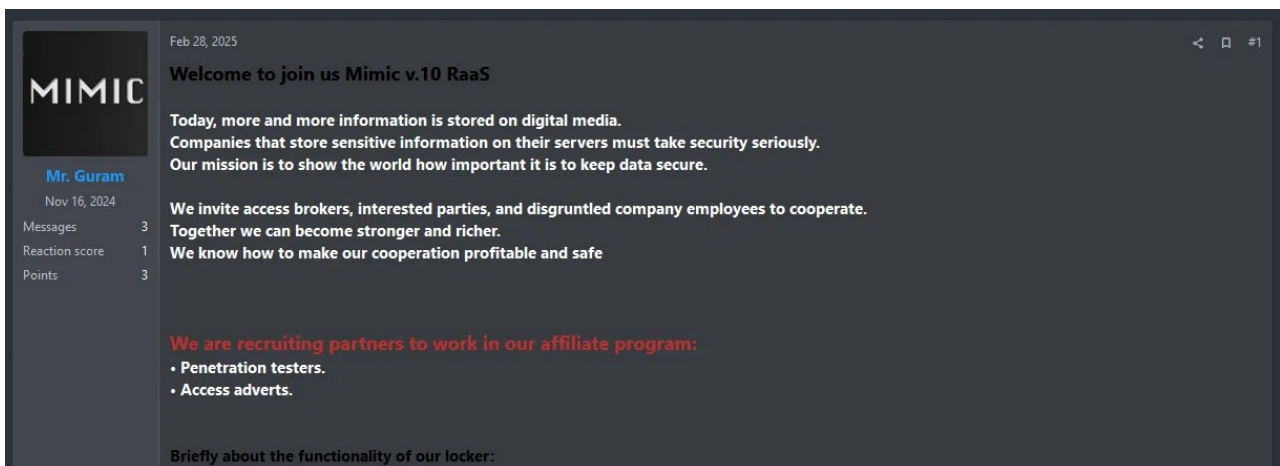 Feb 28, 2025
#1
MIMIC
Mr. Guram
Nov 16, 2024
Messages 3
Reaction score 1
Points 3
Welcome to join us Mimic v.10 RaaS
Today, more and more information is stored on digital media.
Companies that store sensitive information on their servers must take security seriously.
Our mission is to show the world how important it is to keep data secure.
We invite access brokers, interested parties, and disgruntled company employees to cooperate.
Together we can become stronger and richer.
We know how to make our cooperation profitable and safe
We are recruiting partners to work in our affiliate program:
• Penetration testers.
• Access adverts.
Briefly about the functionality of our locker: